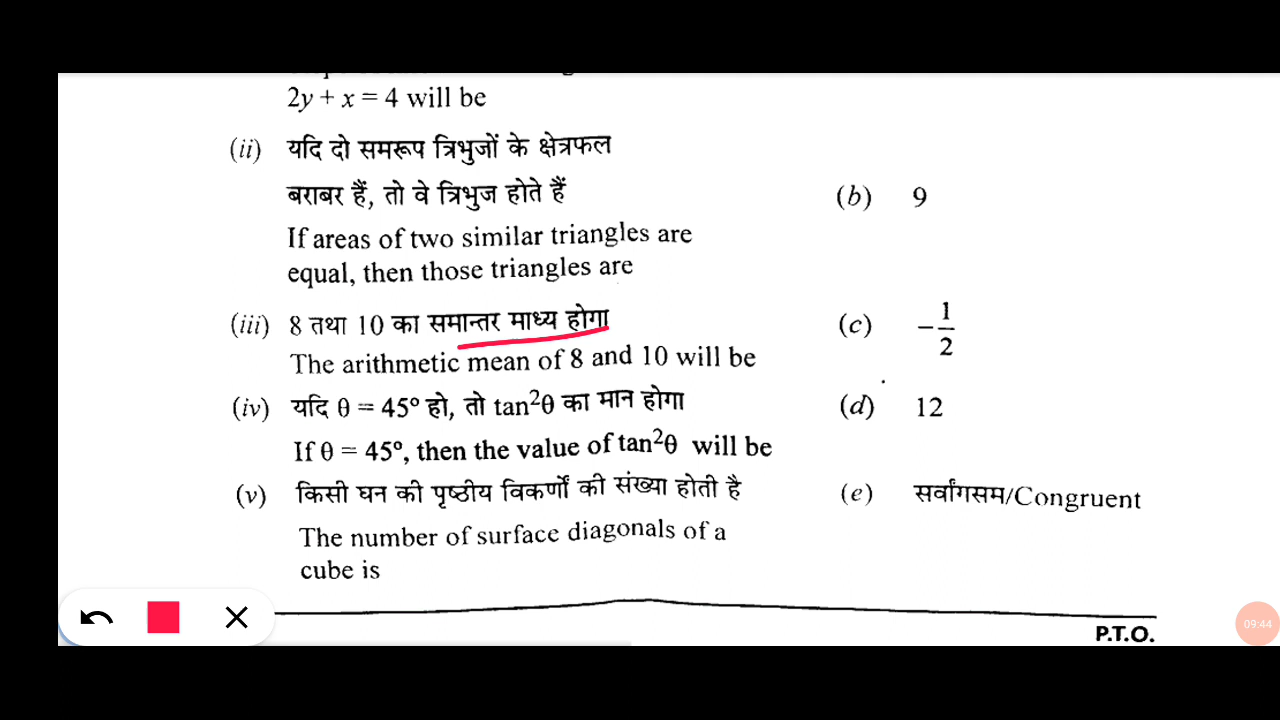 2y + x = 4 will be
(ii) यदि दो समरूप त्रिभुजों के क्षेत्रफल
बराबर हैं, तो वे त्रिभुज होते हैं (b) 9
If areas of two similar triangles are
equal, then those triangles are
(iii) 8 तथा 10 का समान्तर माध्य होगा (c) -1/2
The arithmetic mean of 8 and 10 will be
(iv) यदि θ = 45° हो, तो tan²θ का मान होगा (d) 12
If θ = 45°, then the value of tan²θ will be
(v) किसी घन की पृष्ठीय विकर्णों की संख्या होती है (e) सर्वांगसम/Congruent
The number of surface diagonals of a
cube is
P.T.O.
09:44